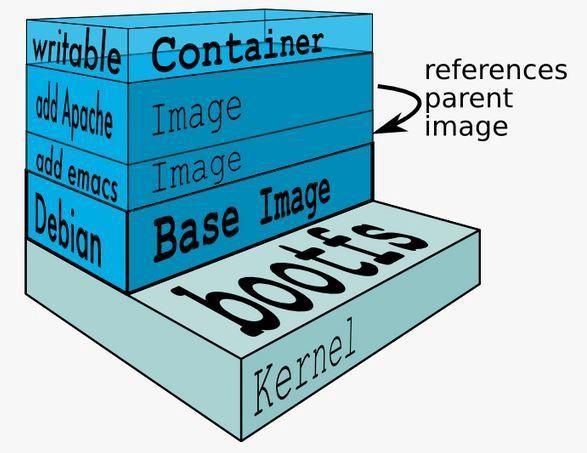 writable Container
add Apache Image
add emacs Image
Debian Base Image
bootfs
Kernel
references
parent
image